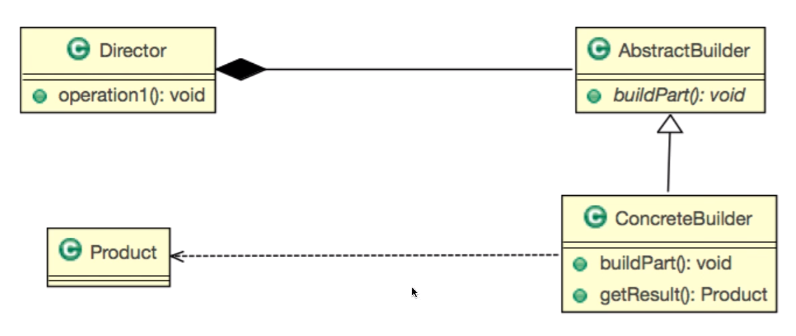 Director
operation1(): void
AbstractBuilder
buildPart(): void
Product
ConcreteBuilder
buildPart(): void
getResult(): Product